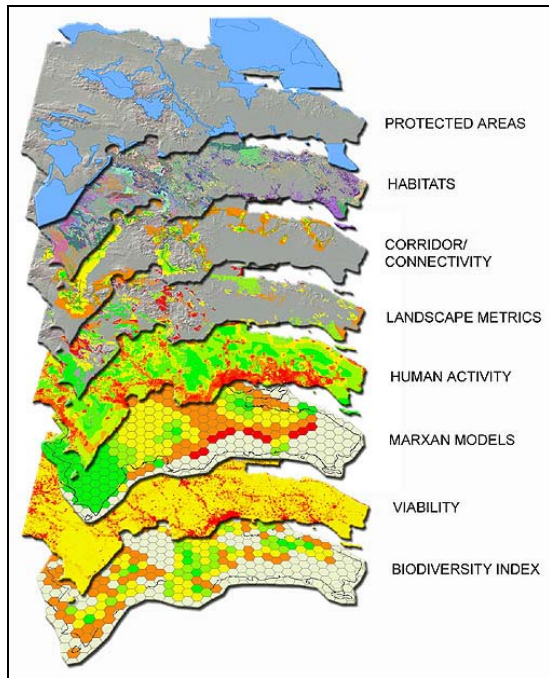 PROTECTED AREAS
HABITATS
CORRIDOR/
CONNECTIVITY
LANDSCAPE METRICS
HUMAN ACTIVITY
MARXAN MODELS
VIABILITY
BIODIVERSITY INDEX